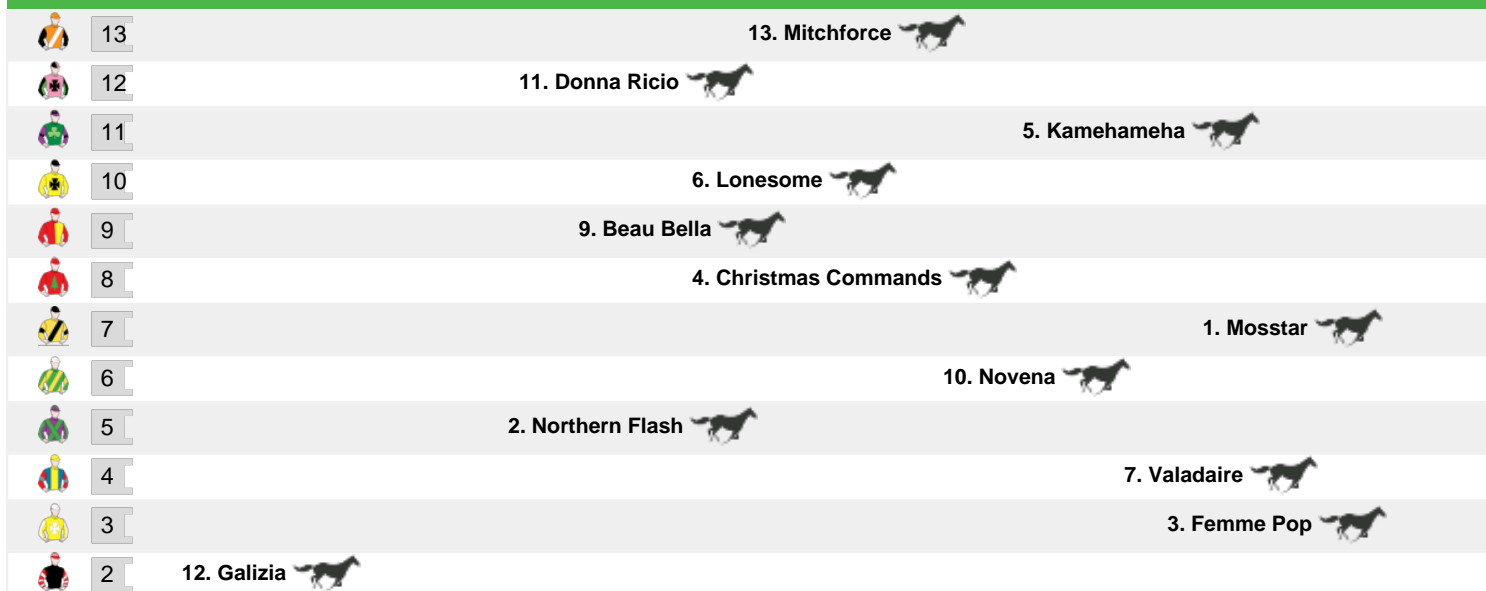 13 13. Mitchforce
12 11. Donna Ricio
11 5. Kamehameha
10 6. Lonesome
9 9. Beau Bella
8 4. Christmas Commands
7 1. Mosstar
6 10. Novena
5 2. Northern Flash
4 7. Valadaire
3 3. Femme Pop
2 12. Galizia